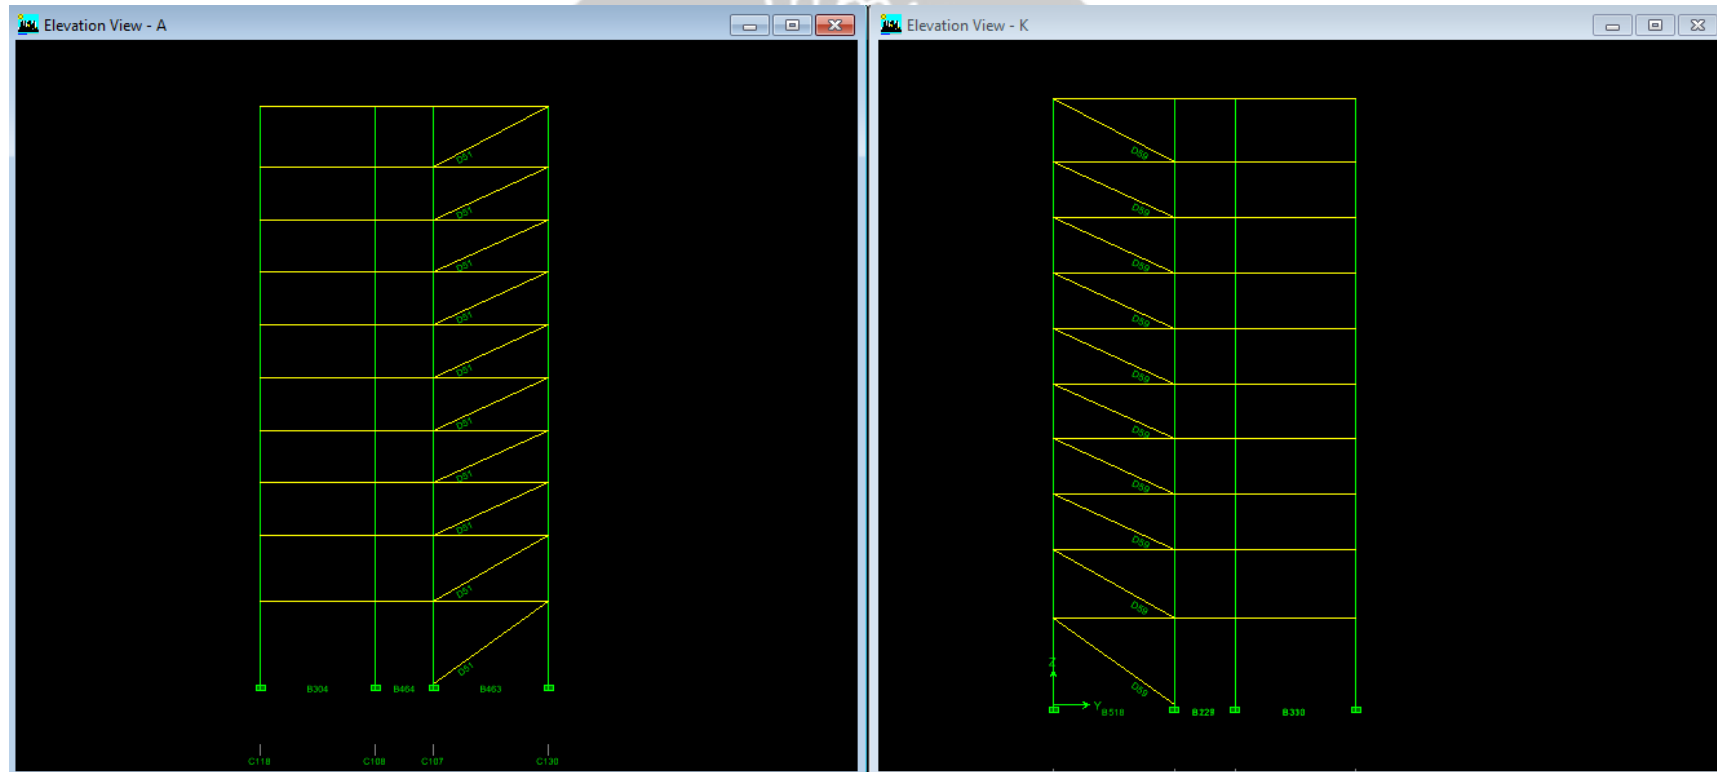 Elevation View - A
D51
D51
D51
D51
D51
D51
D51
D51
D51
D51
B304 B464 B463
C118 C108 C107 C130
Elevation View - K
D59
D59
D59
D59
D59
D59
D59
D59
D59
D59
Z
Y
B518 B229 B330